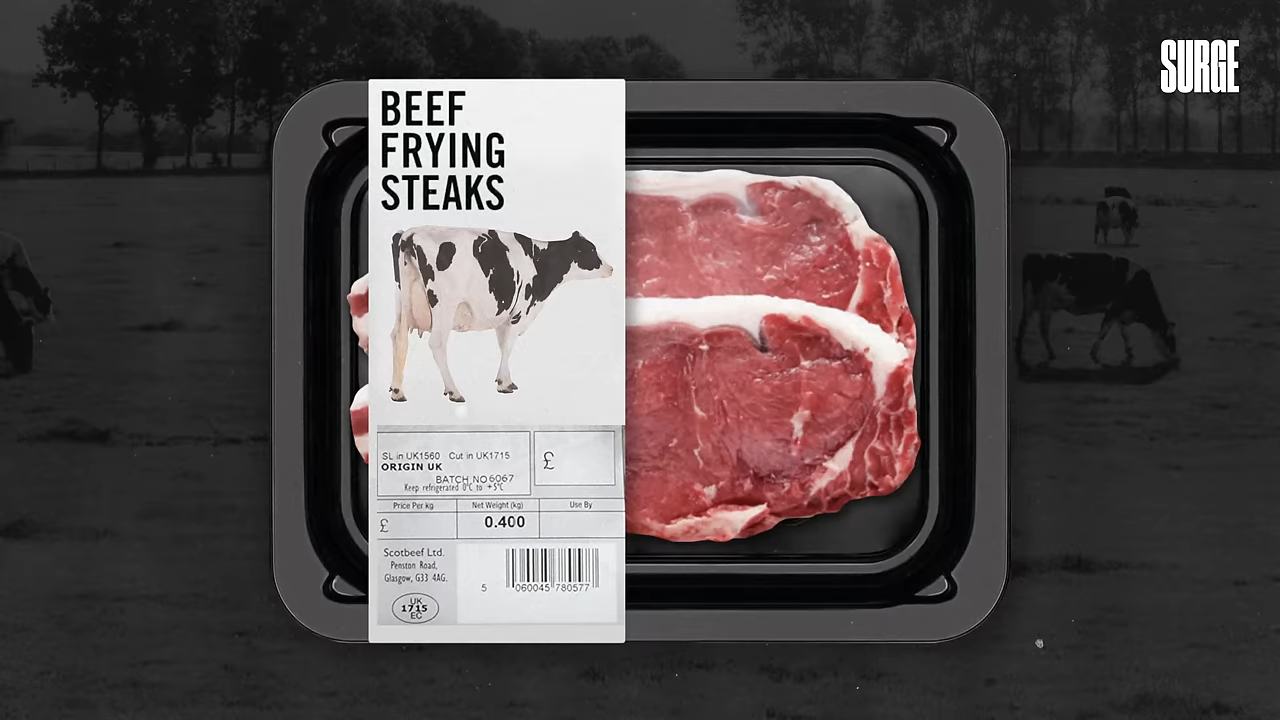 SURGE
BEEF
FRYING
STEAKS
SL in UK1560 Cut in UK1715
ORIGIN UK
BATCH NO 6067
Keep refrigerated 0°C to +5°C
£
Price Per kg Net Weight (kg) Use By
£ 0.400
Scotbeef Ltd.
Penston Road,
Glasgow, G33 4AG.
5 060045 780577
UK
1715
EC